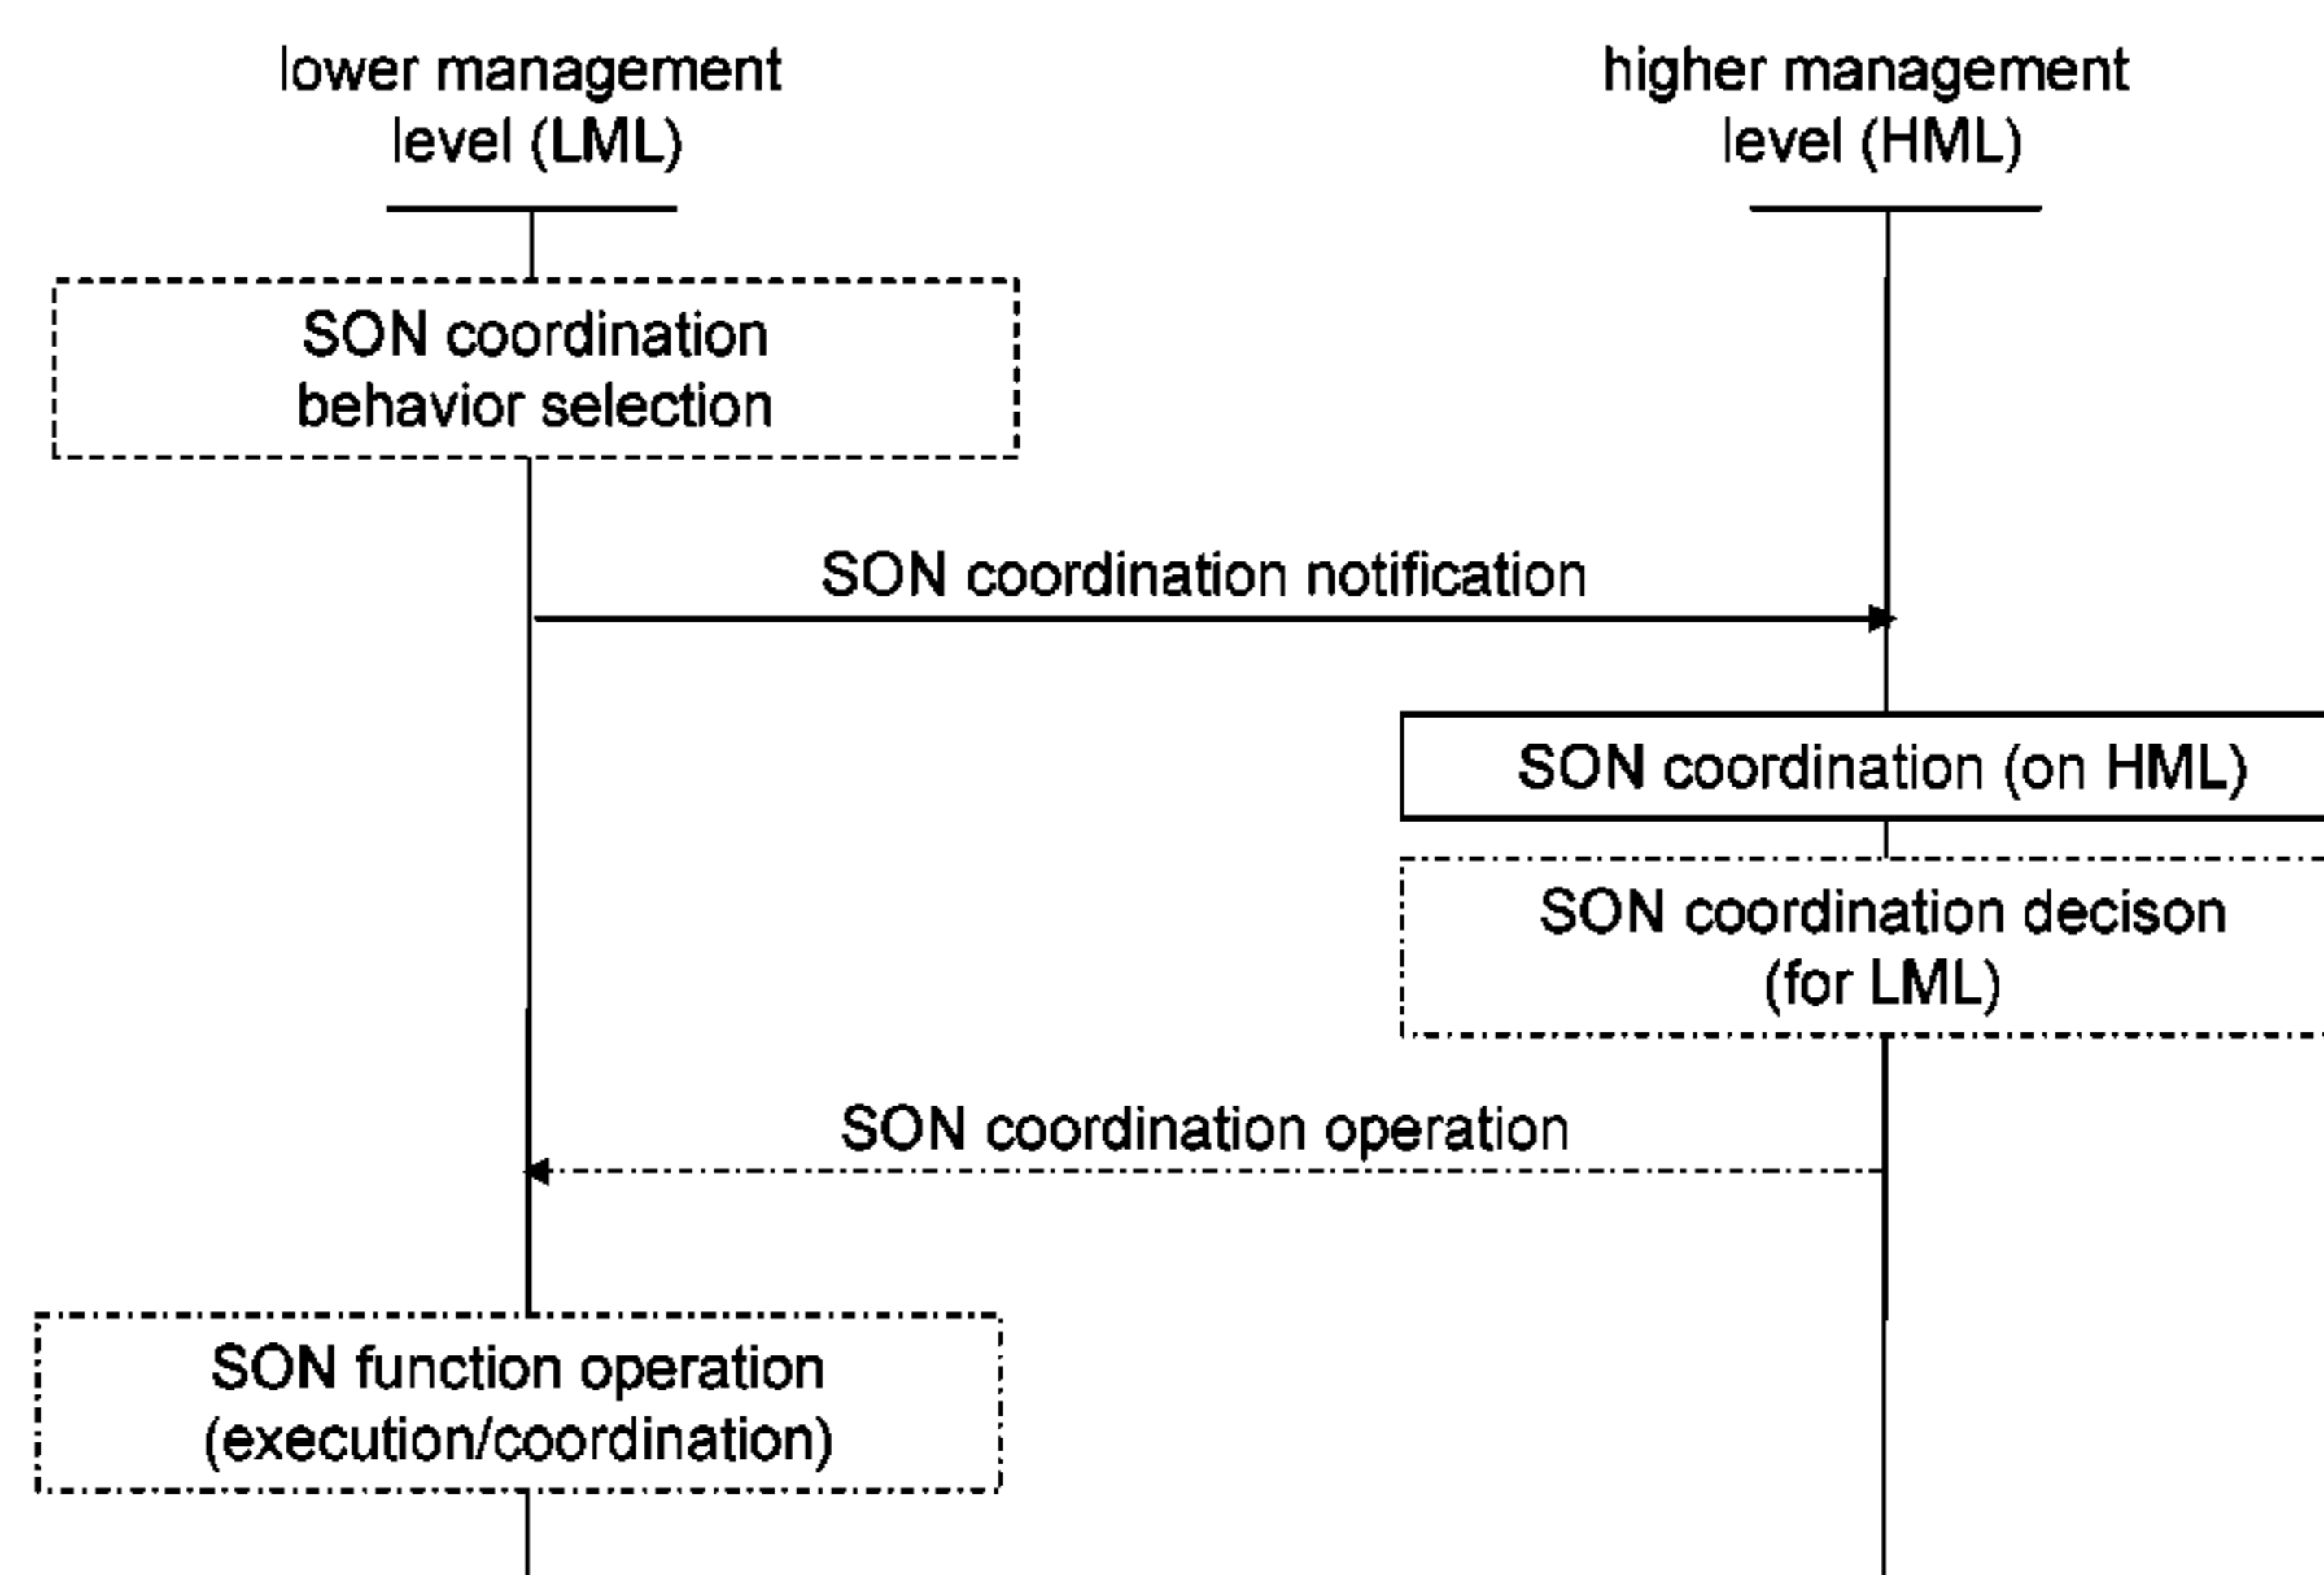 lower management
level (LML)
higher management
level (HML)
SON coordination
behavior selection
SON coordination notification
SON coordination (on HML)
SON coordination decison
(for LML)
SON coordination operation
SON function operation
(execution/coordination)